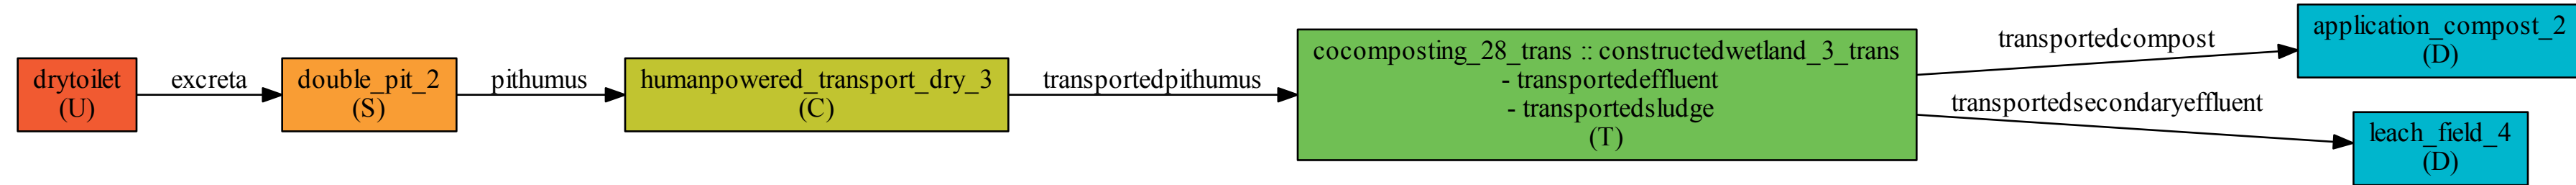 drytoilet
(U)
excreta
double_pit_2
(S)
pithumus
humanpowered_transport_dry_3
(C)
transportedpithumus
cocomposting_28_trans :: constructedwetland_3_trans
- transportedeffluent
- transportedsludge
(T)
transportedcompost
application_compost_2
(D)
transportedsecondaryeffluent
leach_field_4
(D)